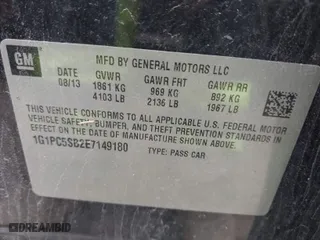 GM
MFD BY GENERAL MOTORS LLC
DATE GVWR GAWR FRT GAWR RR
08/13 1861 KG 969 KG 892 KG
4103 LB 2136 LB 1967 LB
THIS VEHICLE CONFORMS TO ALL APPLICABLE U.S. FEDERAL MOTOR
VEHICLE SAFETY, BUMPER, AND THEFT PREVENTION STANDARDS IN
EFFECT ON THE DATE OF MANUFACTURE SHOWN ABOVE.
1G1PC5SB2E7149180 TYPE: PASS CAR